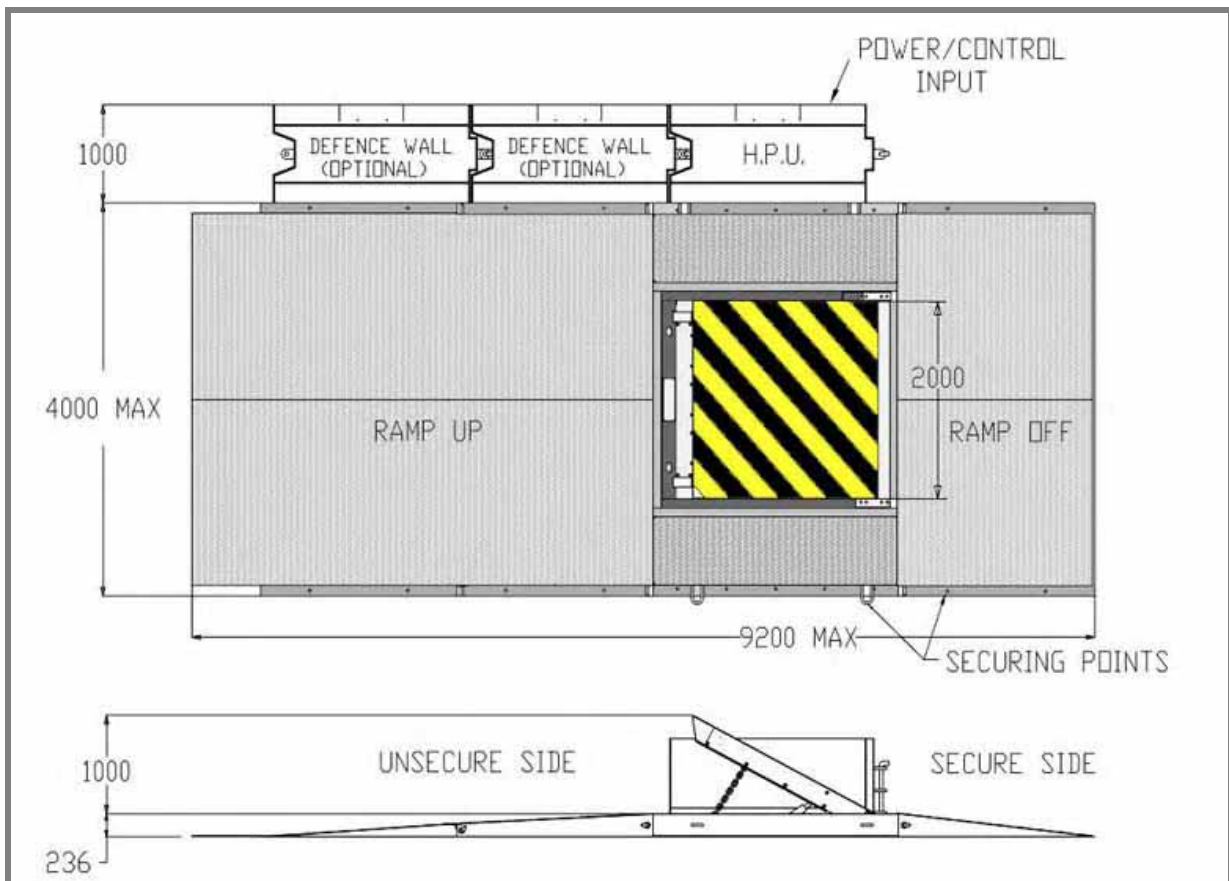 POWER/CONTROL
INPUT
1000
DEFENCE WALL
(OPTIONAL)
DEFENCE WALL
(OPTIONAL)
H.P.U.
4000 MAX
2000
RAMP UP
RAMP OFF
9200 MAX
SECURING POINTS
1000
UNSECURE SIDE
SECURE SIDE
236